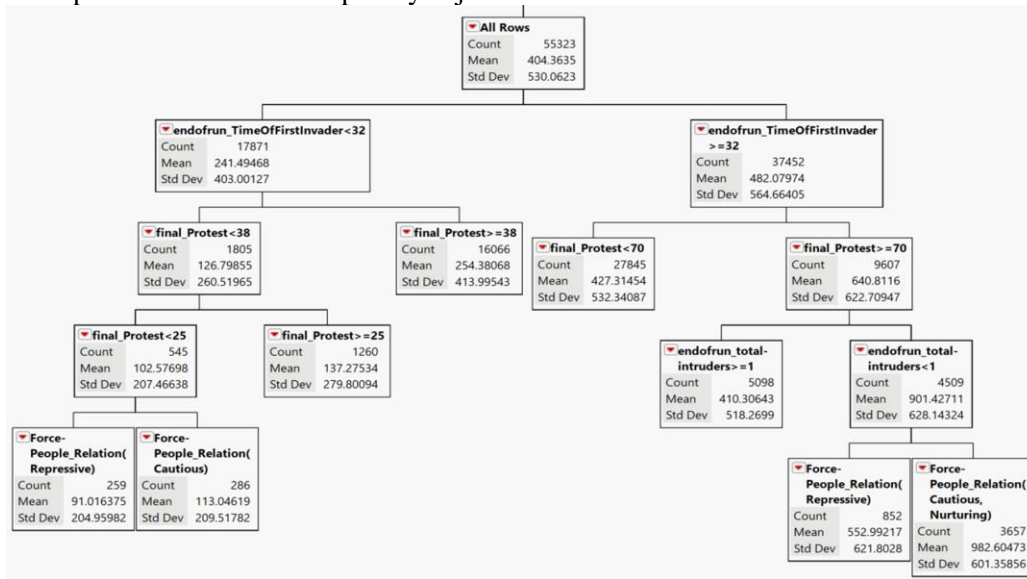 All Rows
Count 55323
Mean 404.3635
Std Dev 530.0623
endofrun_TimeOfFirstInvader<32
Count 17871
Mean 241.49468
Std Dev 403.00127
endofrun_TimeOfFirstInvader
>=32
Count 37452
Mean 482.07974
Std Dev 564.66405
final_Protest<38
Count 1805
Mean 126.79855
Std Dev 260.51965
final_Protest>=38
Count 16066
Mean 254.38068
Std Dev 413.99543
final_Protest<70
Count 27845
Mean 427.31454
Std Dev 532.34087
final_Protest>=70
Count 9607
Mean 640.8116
Std Dev 622.70947
final_Protest<25
Count 545
Mean 102.57698
Std Dev 207.46638
final_Protest>=25
Count 1260
Mean 137.27534
Std Dev 279.80094
endofrun_total-
intruders>=1
Count 5098
Mean 410.30643
Std Dev 518.2699
endofrun_total-
intruders<1
Count 4509
Mean 901.42711
Std Dev 628.14324
Force-
People_Relation(
Repressive)
Count 259
Mean 91.016375
Std Dev 204.95982
Force-
People_Relation(
Cautious)
Count 286
Mean 113.04619
Std Dev 209.51782
Force-
People_Relation(
Repressive)
Count 852
Mean 552.99217
Std Dev 621.8028
Force-
People_Relation(
Cautious,
Nurturing)
Count 3657
Mean 982.60473
Std Dev 601.35856